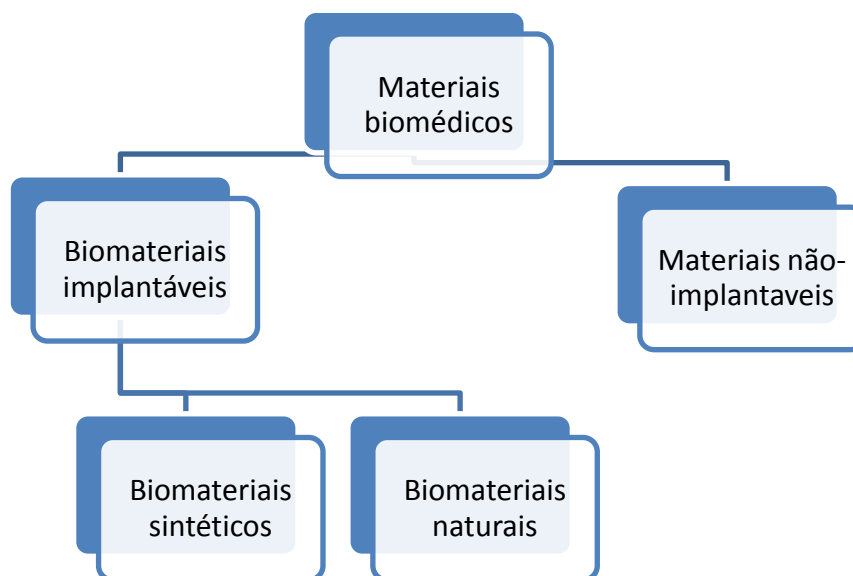 Materiais
biomédicos
Biomateriais
implantáveis
Materiais não-
implantaveis
Biomateriais
sintéticos
Biomateriais
naturais